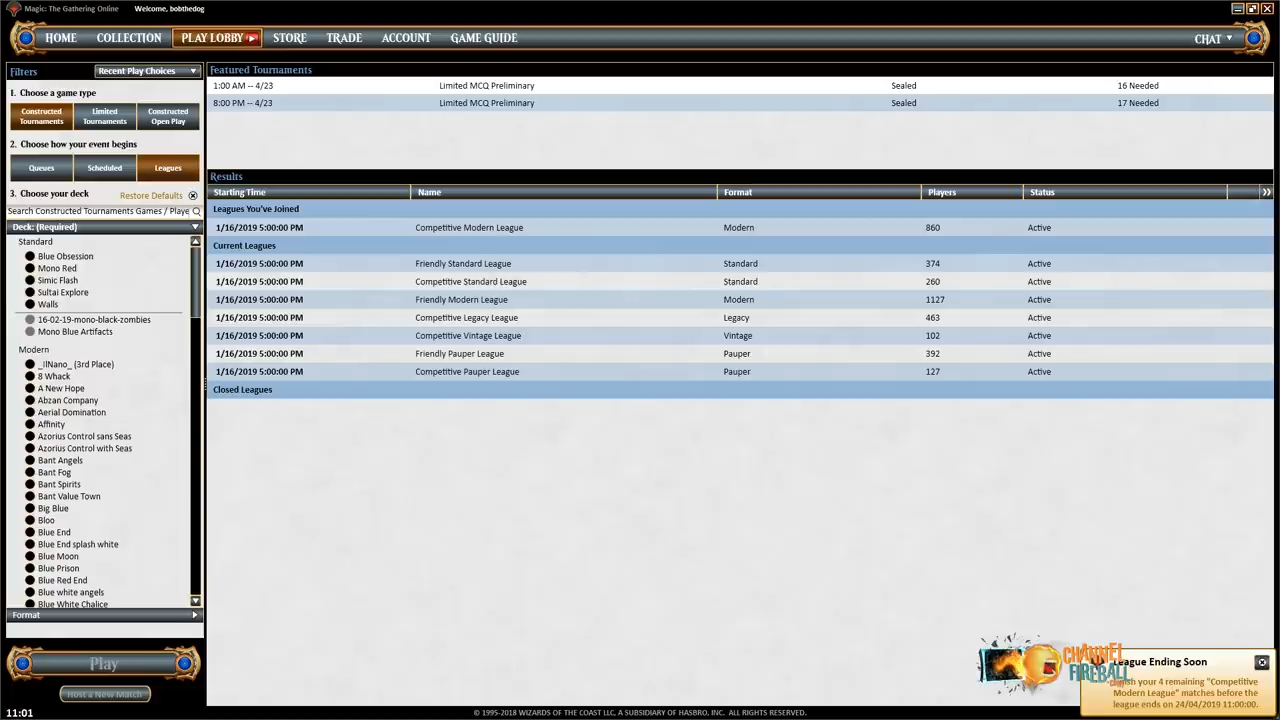 Magic: The Gathering Online Welcome, bobthedog
HOME COLLECTION PLAY LOBBY STORE TRADE ACCOUNT GAME GUIDE CHAT
Filters Recent Play Choices
1. Choose a game type
Constructed Tournaments Limited Tournaments Constructed Open Play
2. Choose how your event begins
Queues Scheduled Leagues
3. Choose your deck Restore Defaults
Search Constructed Tournaments Games / Playe
Deck: (Required)
Standard
Blue Obsession
Mono Red
Simic Flash
Sultai Explore
Walls
16-02-19-mono-black-zombies
Mono Blue Artifacts
Modern
_IlNano_ (3rd Place)
8 Whack
A New Hope
Abzan Company
Aerial Domination
Affinity
Azorius Control sans Seas
Azorius Control with Seas
Bant Angels
Bant Fog
Bant Spirits
Bant Value Town
Big Blue
Bloo
Blue End
Blue End splash white
Blue Moon
Blue Prison
Blue Red End
Blue white angels
Blue White Chalice
Format
Play
Host a New Match
11:01
Featured Tournaments
1:00 AM -- 4/23 Limited MCQ Preliminary Sealed 16 Needed
8:00 PM -- 4/23 Limited MCQ Preliminary Sealed 17 Needed
Results
Starting Time Name Format Players Status
Leagues You've Joined
1/16/2019 5:00:00 PM Competitive Modern League Modern 860 Active
Current Leagues
1/16/2019 5:00:00 PM Friendly Standard League Standard 374 Active
1/16/2019 5:00:00 PM Competitive Standard League Standard 260 Active
1/16/2019 5:00:00 PM Friendly Modern League Modern 1127 Active
1/16/2019 5:00:00 PM Competitive Legacy League Legacy 463 Active
1/16/2019 5:00:00 PM Competitive Vintage League Vintage 102 Active
1/16/2019 5:00:00 PM Friendly Pauper League Pauper 392 Active
1/16/2019 5:00:00 PM Competitive Pauper League Pauper 127 Active
Closed Leagues
CHANNEL
FIREBALL
.com
League Ending Soon
your 4 remaining "Competitive
Modern League" matches before the
league ends on 24/04/2019 11:00:00.
© 1995-2018 WIZARDS OF THE COAST LLC, A SUBSIDIARY OF HASBRO, INC. ALL RIGHTS RESERVED.